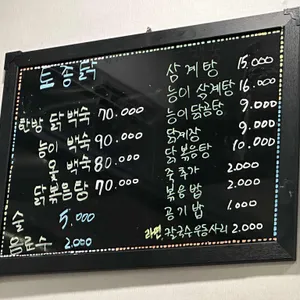 토종닭
한방 닭백숙 70.000
능이 백숙 90.000
옻 백숙 80.000
닭볶음탕 70.000
술 5.000
음료수 2.000
삼계탕 15.000
능이 삼계탕 16.000
능이 닭곰탕 9.000
닭계장 9.000
닭볶음탕 10.000
죽 추가 2.000
볶음밥 2.000
공기밥 1.000
라면, 칼국수우동사리 2.000